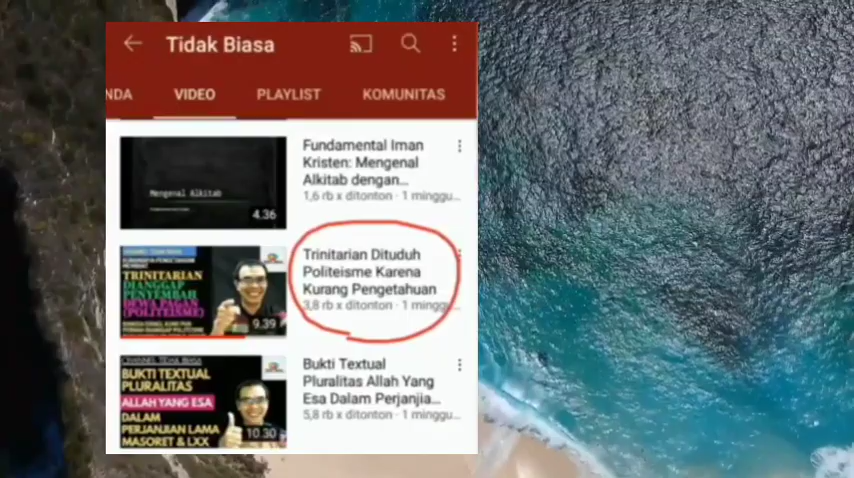 Tidak Biasa
NDA
VIDEO
PLAYLIST
KOMUNITAS
Mengenal Alkitab
4.36
Fundamental Iman
Kristen: Mengenal
Alkitab dengan...
1,6 rb x ditonton · 1 minggu...
TRINITARIAN
DIANGGAP
PENYEMBAH
DEWA PAGAN
(POLITEISME)
9.39
Trinitarian Dituduh
Politeisme Karena
Kurang Pengetahuan
3,8 rb x ditonton · 1 minggu...
CHANNEL TIDAK BIASA
BUKTI TEXTUAL
PLURALITAS
ALLAH YANG ESA
DALAM
PERJANJIAN LAMA
MASORET & LXX
10.30
Bukti Textual
Pluralitas Allah Yang
Esa Dalam Perjanjia...
5,8 rb x ditonton · 1 minggu...